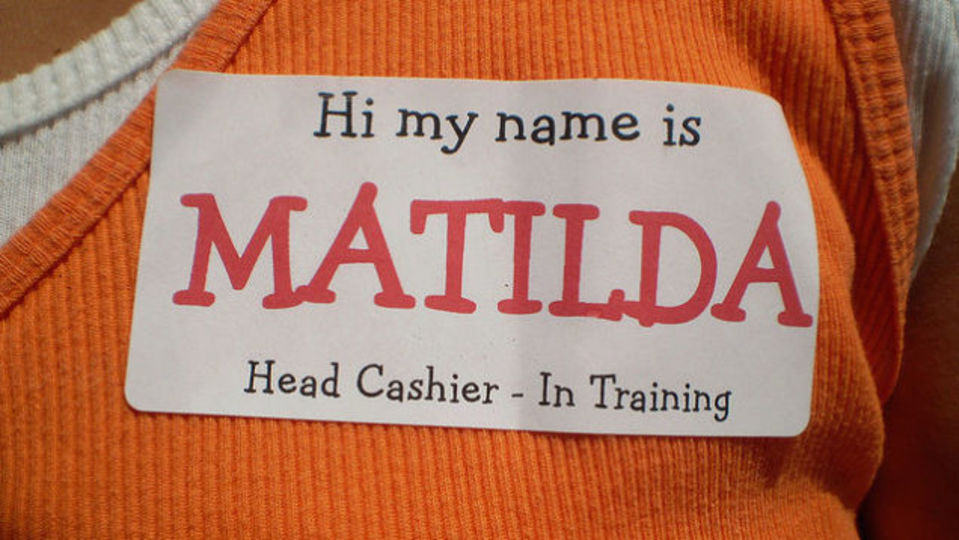 Hi my name is
MATILDA
Head Cashier - In Training